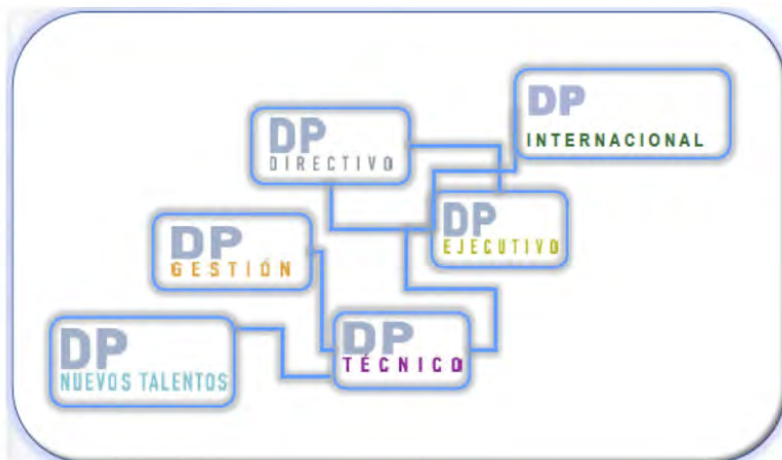 DP
INTERNACIONAL
DP
DIRECTIVO
DP
EJECUTIVO
DP
GESTIÓN
DP
TÉCNICO
DP
NUEVOS TALENTOS